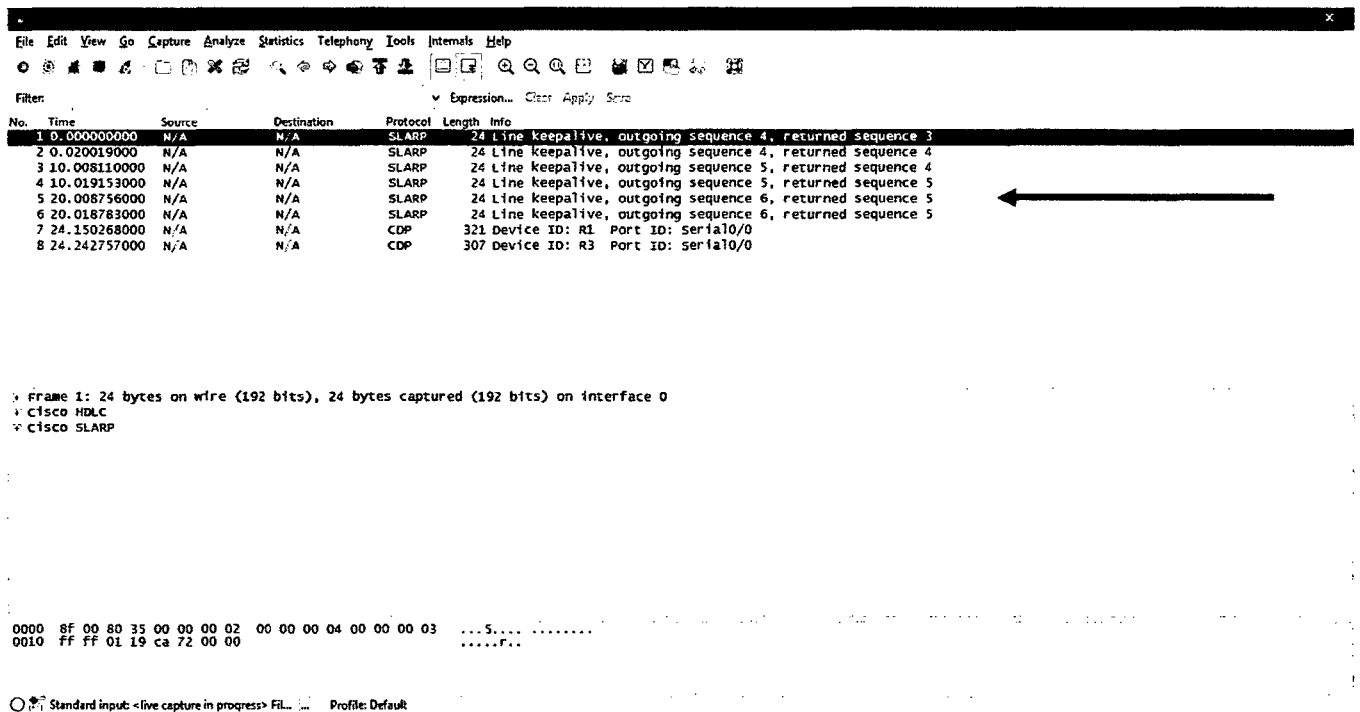 x
File Edit View Go Capture Analyze Statistics Telephony Tools Internals Help
Filter: Expression... Clear Apply Save
No. Time Source Destination Protocol Length Info
1 0.000000000 N/A N/A SLARP 24 Line keepalive, outgoing sequence 4, returned sequence 3
2 0.020019000 N/A N/A SLARP 24 Line keepalive, outgoing sequence 4, returned sequence 4
3 10.008110000 N/A N/A SLARP 24 Line keepalive, outgoing sequence 5, returned sequence 4
4 10.019153000 N/A N/A SLARP 24 Line keepalive, outgoing sequence 5, returned sequence 5
5 20.008756000 N/A N/A SLARP 24 Line keepalive, outgoing sequence 6, returned sequence 5
6 20.018783000 N/A N/A SLARP 24 Line keepalive, outgoing sequence 6, returned sequence 5
7 24.150268000 N/A N/A CDP 321 Device ID: R1 Port ID: Serial0/0
8 24.242757000 N/A N/A CDP 307 Device ID: R3 Port ID: Serial0/0
Frame 1: 24 bytes on wire (192 bits), 24 bytes captured (192 bits) on interface 0
Cisco HDLC
Cisco SLARP
0000 8f 00 80 35 00 00 00 02 00 00 00 04 00 00 00 03 ...5.... ........
0010 ff ff 01 19 ca 72 00 00 .....r..
Standard input: <live capture in progress> Fil... ... Profile: Default